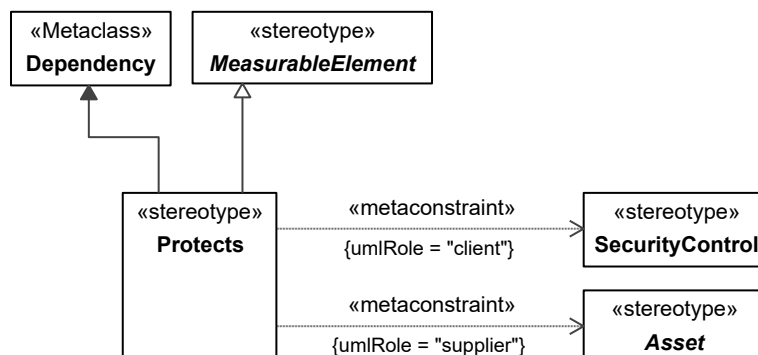 «Metaclass»
Dependency
«stereotype»
MeasurableElement
«stereotype»
Protects
«metaconstraint»
{umlRole = "client"}
«stereotype»
SecurityControl
«metaconstraint»
{umlRole = "supplier"}
«stereotype»
Asset